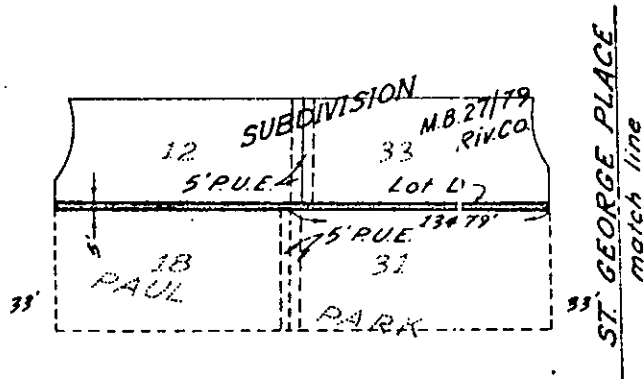 SUBDIVISION
M.B. 27/79
Riv.Co.
12
33
5' P.U.E.
Lot "L"
134.79'
5'
5' P.U.E.
18
31
PAUL
PARK
33'
33'
ST. GEORGE PLACE
match line